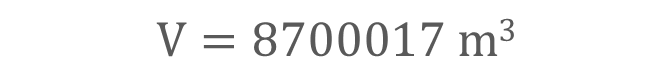 V = 8700017 m³